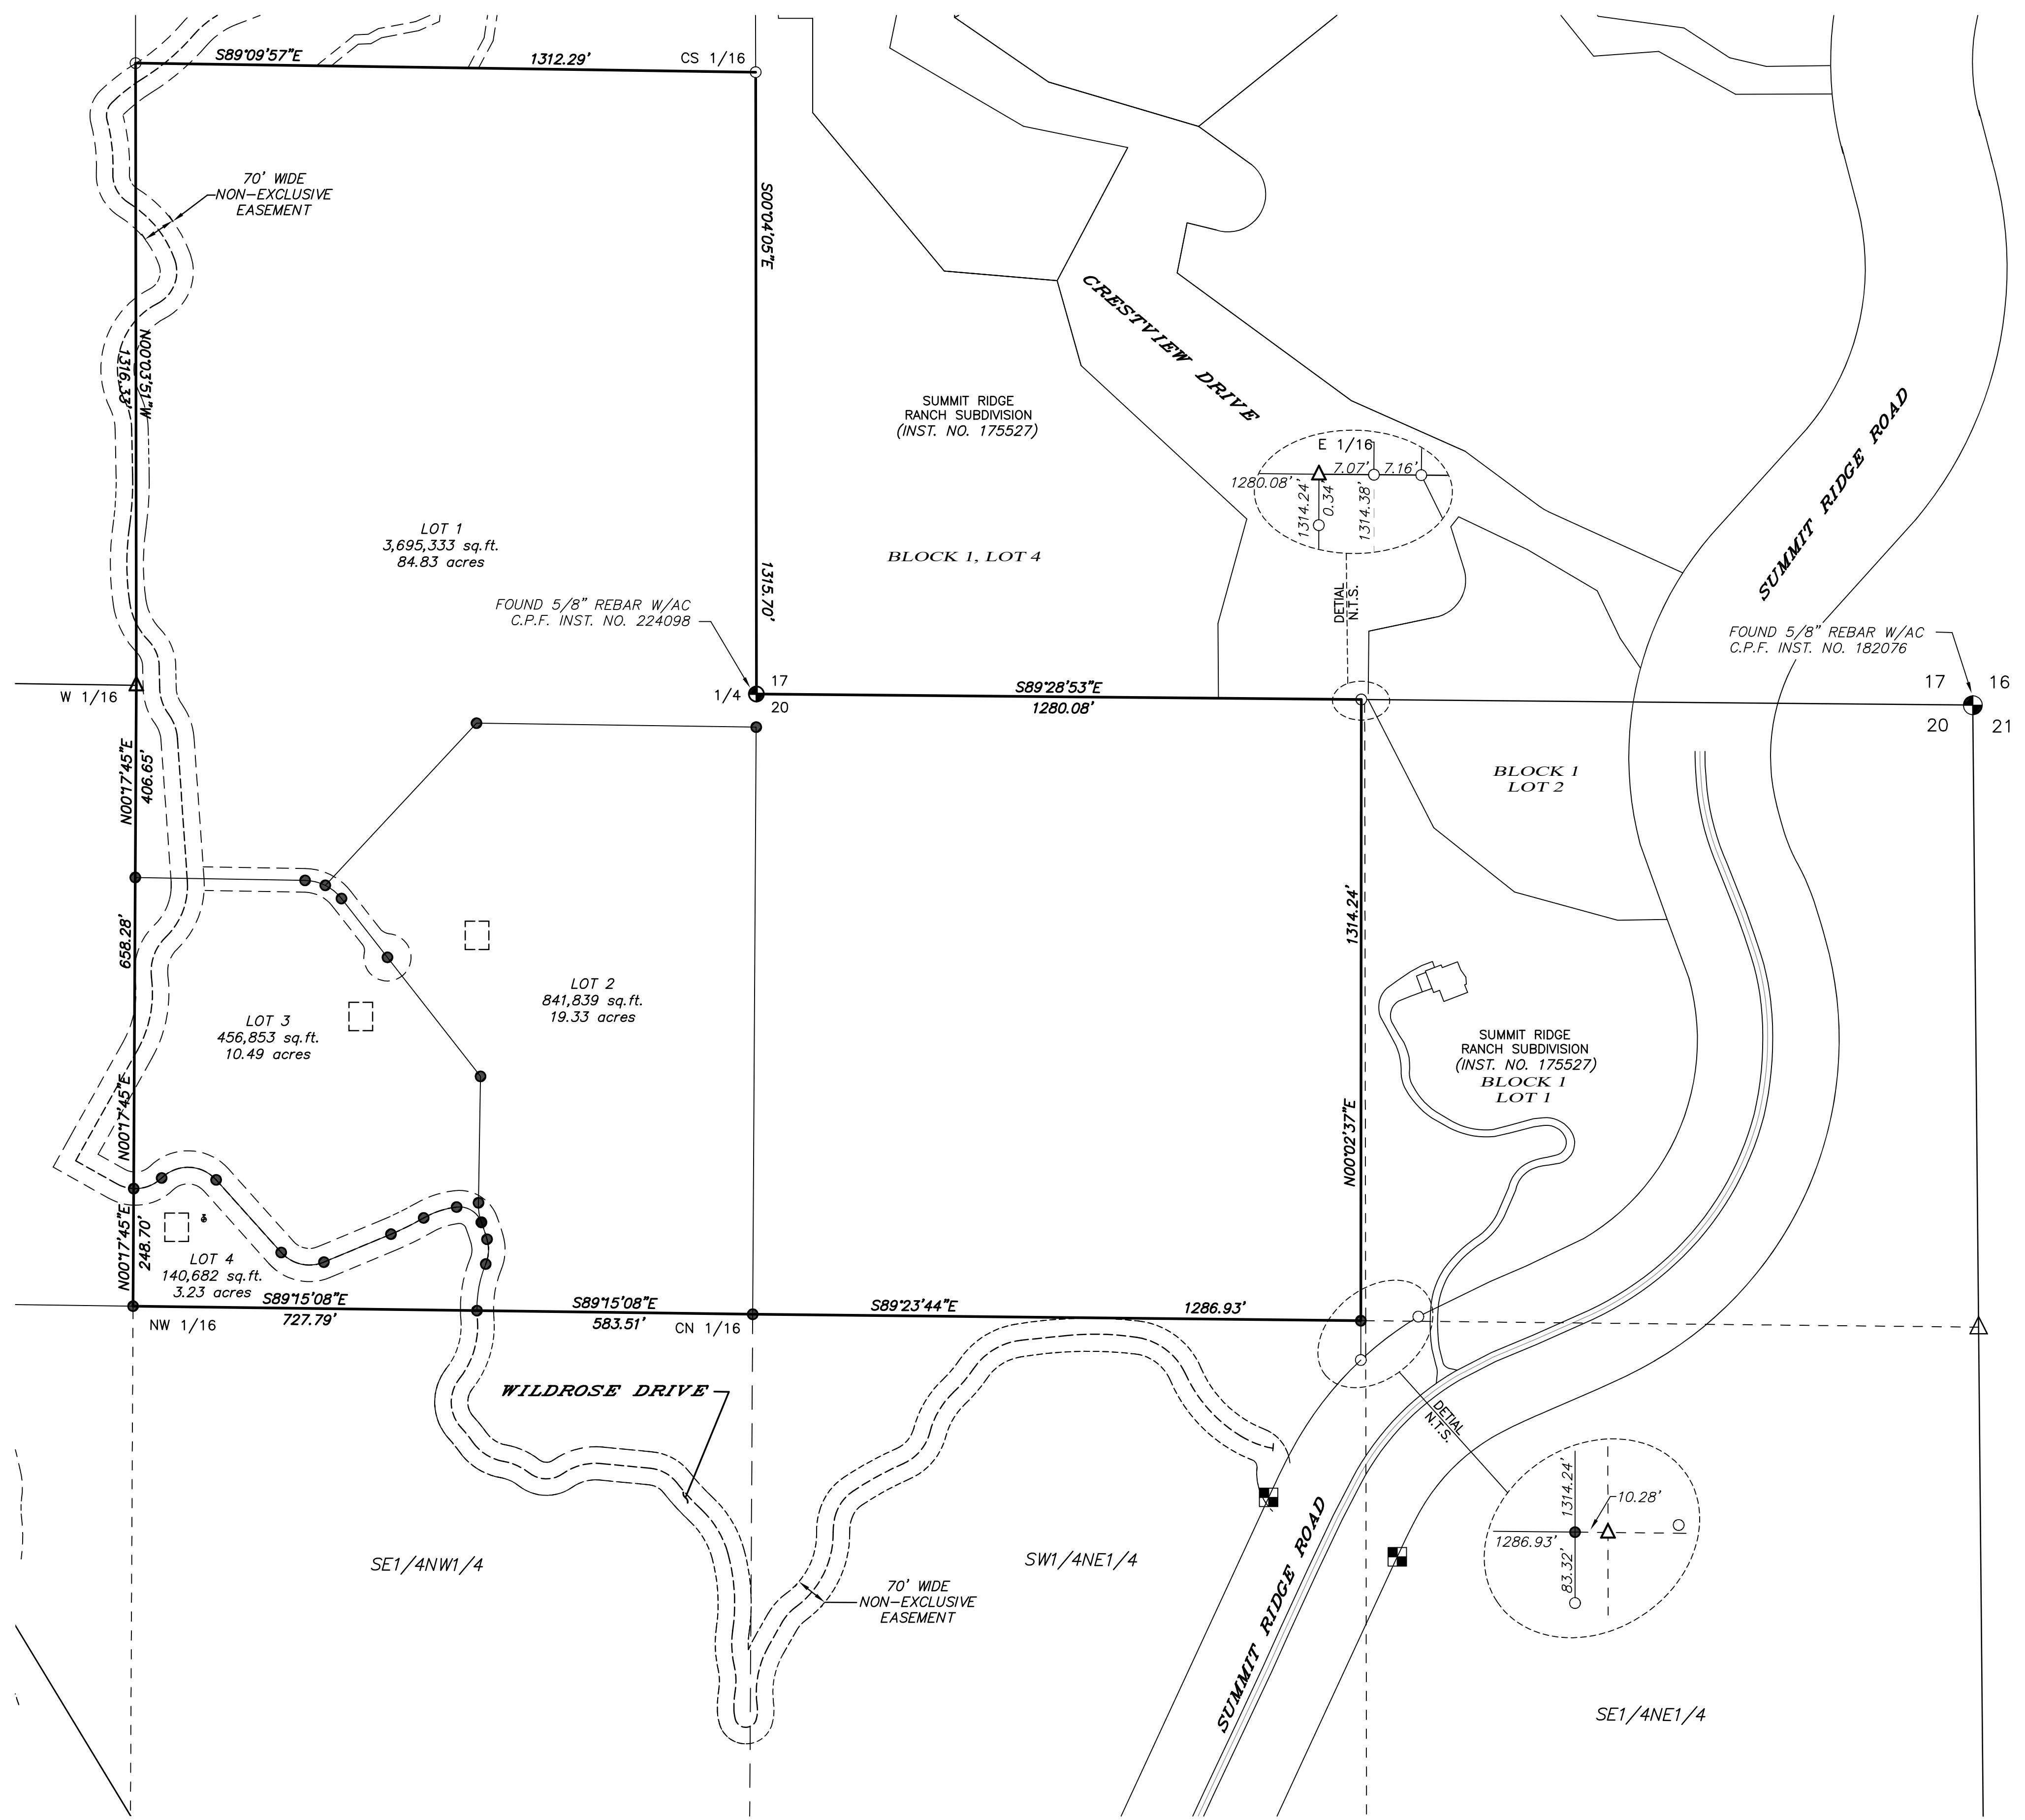 S89°09'57"E
1312.29'
CS 1/16
70' WIDE
NON-EXCLUSIVE
EASEMENT
S00°04'05"E
1315.70'
N00°03'51"W
1316.33'
CRESTVIEW DRIVE
SUMMIT RIDGE
RANCH SUBDIVISION
(INST. NO. 175527)
BLOCK 1, LOT 4
E 1/16
7.07'
7.16'
1280.08'
1314.24'
0.34'
1314.38'
DETIAL
N.T.S.
SUMMIT RIDGE ROAD
LOT 1
3,695,333 sq.ft.
84.83 acres
FOUND 5/8" REBAR W/AC
C.P.F. INST. NO. 224098
FOUND 5/8" REBAR W/AC
C.P.F. INST. NO. 182076
W 1/16
1/4
17
20
S89°28'53"E
1280.08'
17
16
20
21
N00°17'45"E
406.65'
BLOCK 1
LOT 2
658.28'
N00°17'45"E
LOT 3
456,853 sq.ft.
10.49 acres
LOT 2
841,839 sq.ft.
19.33 acres
1314.24'
N00°02'37"E
SUMMIT RIDGE
RANCH SUBDIVISION
(INST. NO. 175527)
BLOCK 1
LOT 1
N00°17'45"E
248.70'
LOT 4
140,682 sq.ft.
3.23 acres
NW 1/16
S89°15'08"E
727.79'
S89°15'08"E
583.51'
CN 1/16
S89°23'44"E
1286.93'
WILDROSE DRIVE
DETIAL
N.T.S.
SE1/4NW1/4
70' WIDE
NON-EXCLUSIVE
EASEMENT
SW1/4NE1/4
SUMMIT RIDGE ROAD
1314.24'
10.28'
1286.93'
83.32'
SE1/4NE1/4